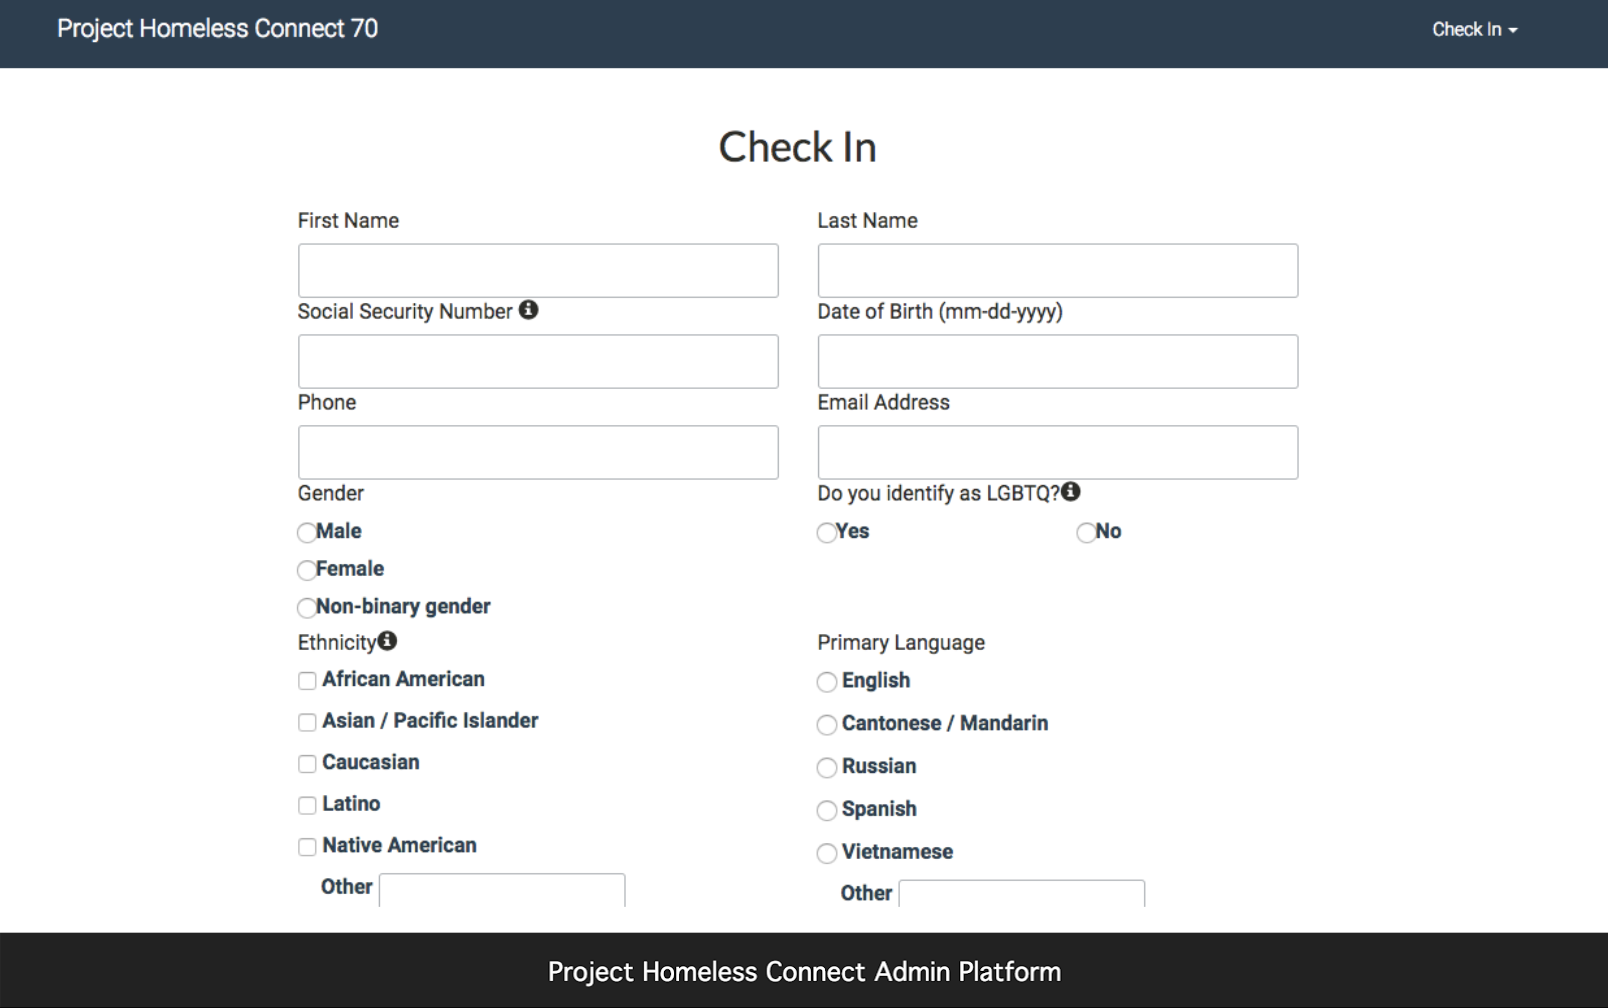 Project Homeless Connect 70
Check In
Check In
First Name
Last Name
Social Security Number
Date of Birth (mm-dd-yyyy)
Phone
Email Address
Gender
Do you identify as LGBTQ?
Male
Yes
No
Female
Non-binary gender
Ethnicity
Primary Language
African American
English
Asian / Pacific Islander
Cantonese / Mandarin
Caucasian
Russian
Latino
Spanish
Native American
Vietnamese
Other
Other
Project Homeless Connect Admin Platform